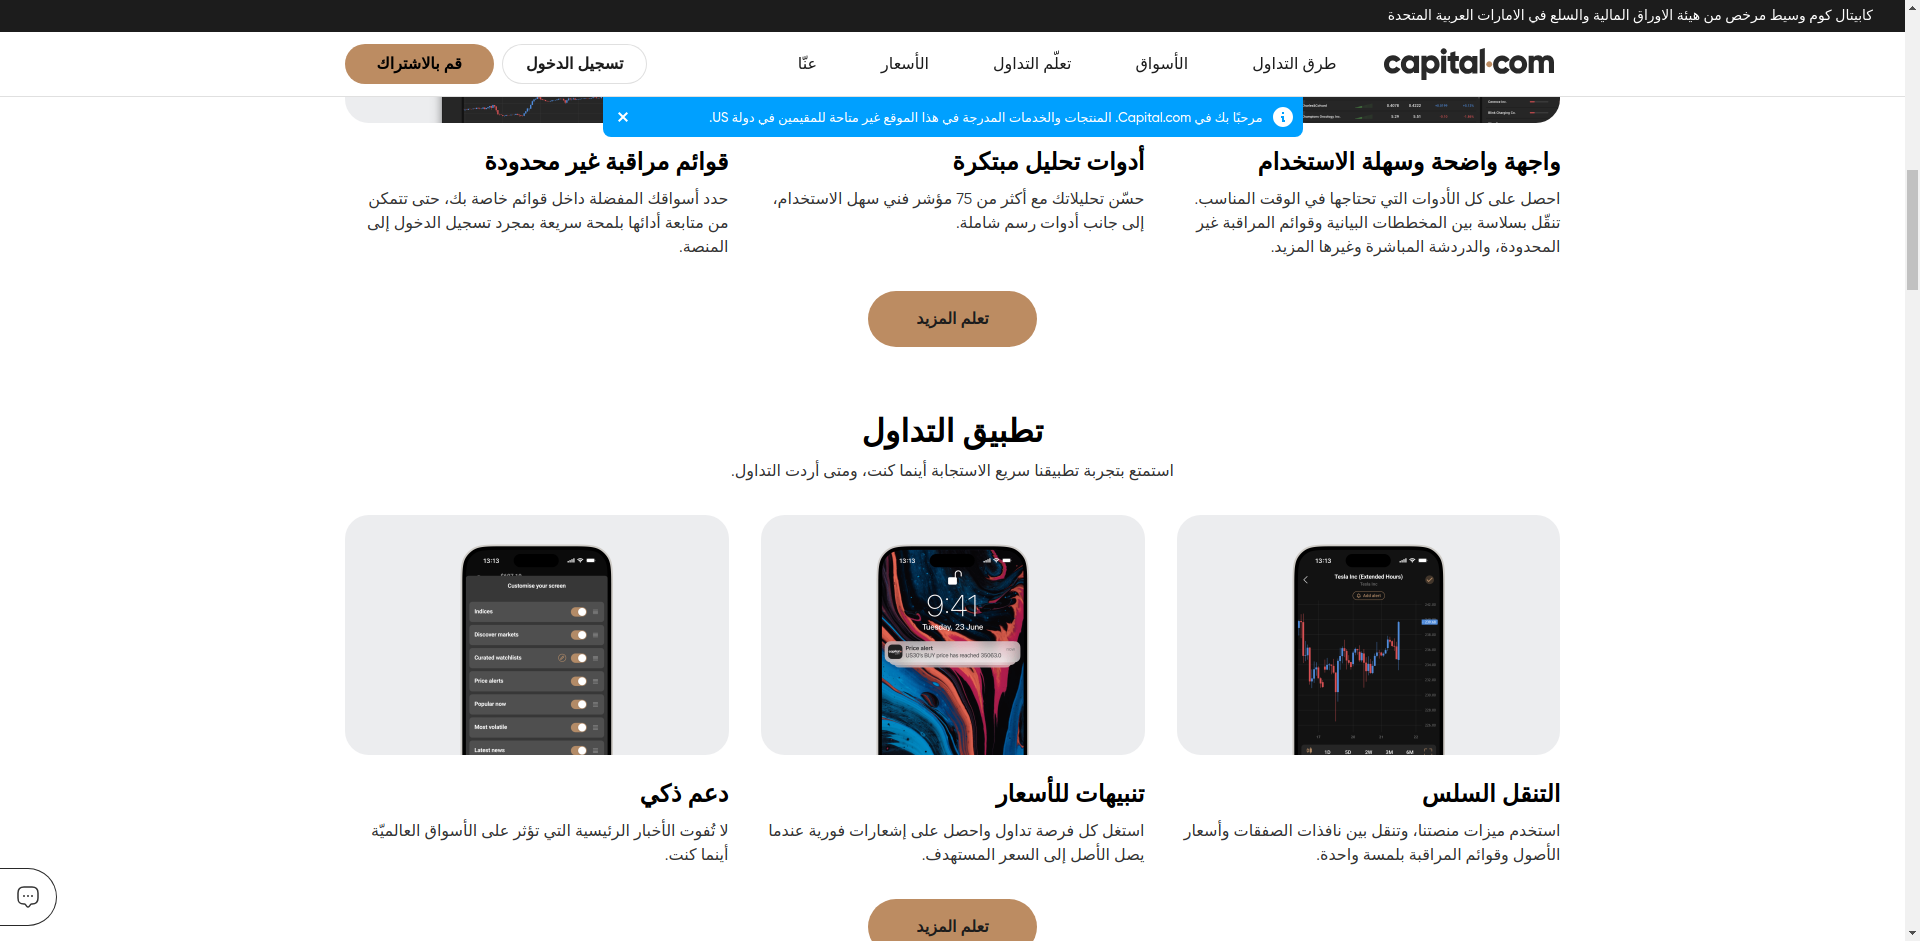 كابيتال كوم وسيط مرخص من هيئة الاوراق المالية والسلع في الامارات العربية المتحدة
capital.com
طرق التداول
الأسواق
تعلّم التداول
الأسعار
عنّا
تسجيل الدخول
قم بالاشتراك
مرحبًا بك في Capital.com. المنتجات والخدمات المدرجة في هذا الموقع غير متاحة للمقيمين في دولة US.
واجهة واضحة وسهلة الاستخدام
احصل على كل الأدوات التي تحتاجها في الوقت المناسب.
تنقّل بسلاسة بين المخططات البيانية وقوائم المراقبة غير
المحدودة، والدردشة المباشرة وغيرها المزيد.
أدوات تحليل مبتكرة
حسّن تحليلاتك مع أكثر من 75 مؤشر فني سهل الاستخدام،
إلى جانب أدوات رسم شاملة.
قوائم مراقبة غير محدودة
حدد أسواقك المفضلة داخل قوائم خاصة بك، حتى تتمكن
من متابعة أدائها بلمحة سريعة بمجرد تسجيل الدخول إلى
المنصة.
تعلم المزيد
تطبيق التداول
استمتع بتجربة تطبيقنا سريع الاستجابة أينما كنت، ومتى أردت التداول.
13:13
Tesla Inc (Extended Hours)
Tesla Inc
Add alert
1D 5D 2W 3M 6M
التنقل السلس
استخدم ميزات منصتنا، وتنقل بين نافذات الصفقات وأسعار
الأصول وقوائم المراقبة بلمسة واحدة.
13:13
9:41
Tuesday, 23 June
Price alert
US30's BUY price has reached 35063.0
تنبيهات للأسعار
استغل كل فرصة تداول واحصل على إشعارات فورية عندما
يصل الأصل إلى السعر المستهدف.
13:13
Customise your screen
Indices
Discover markets
Curated watchlists
Price alerts
Popular now
Most volatile
Latest news
دعم ذكي
لا تُفوت الأخبار الرئيسية التي تؤثر على الأسواق العالميّة
أينما كنت.
تعلم المزيد